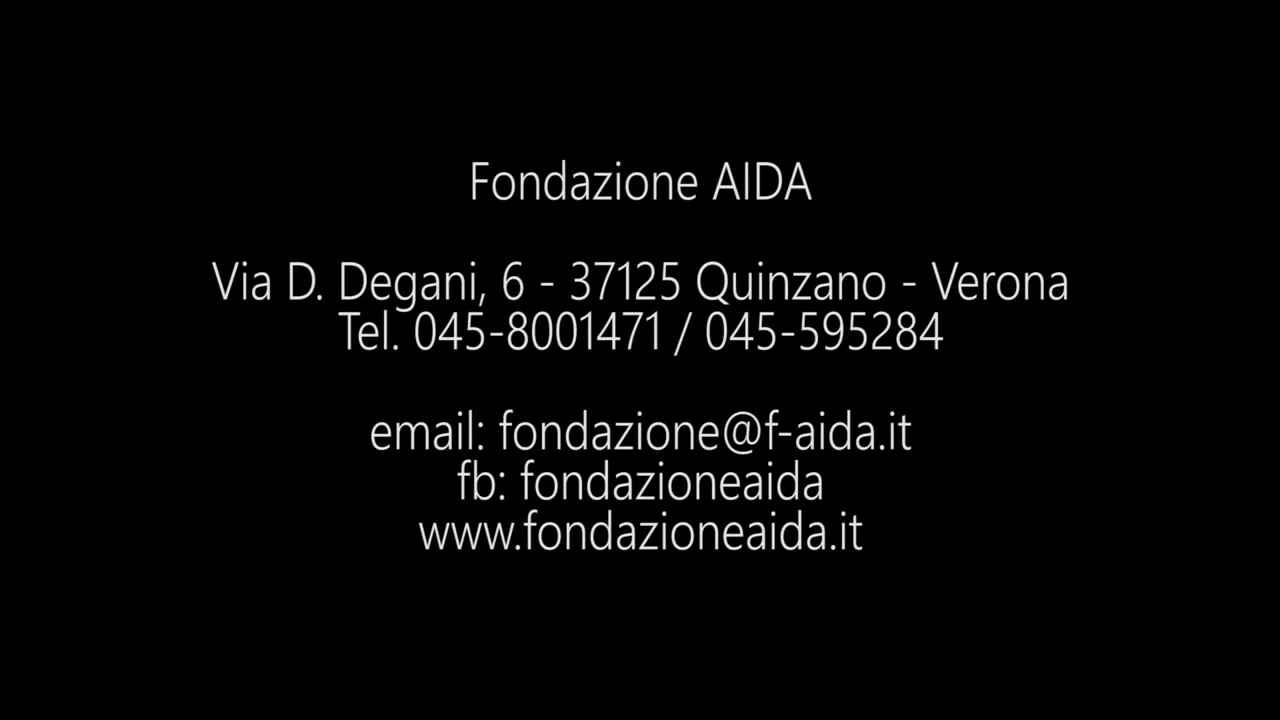 Fondazione AIDA
Via D. Degani, 6 - 37125 Quinzano - Verona
Tel. 045-8001471 / 045-595284
email: fondazione@f-aida.it
fb: fondazioneaida
www.fondazioneaida.it